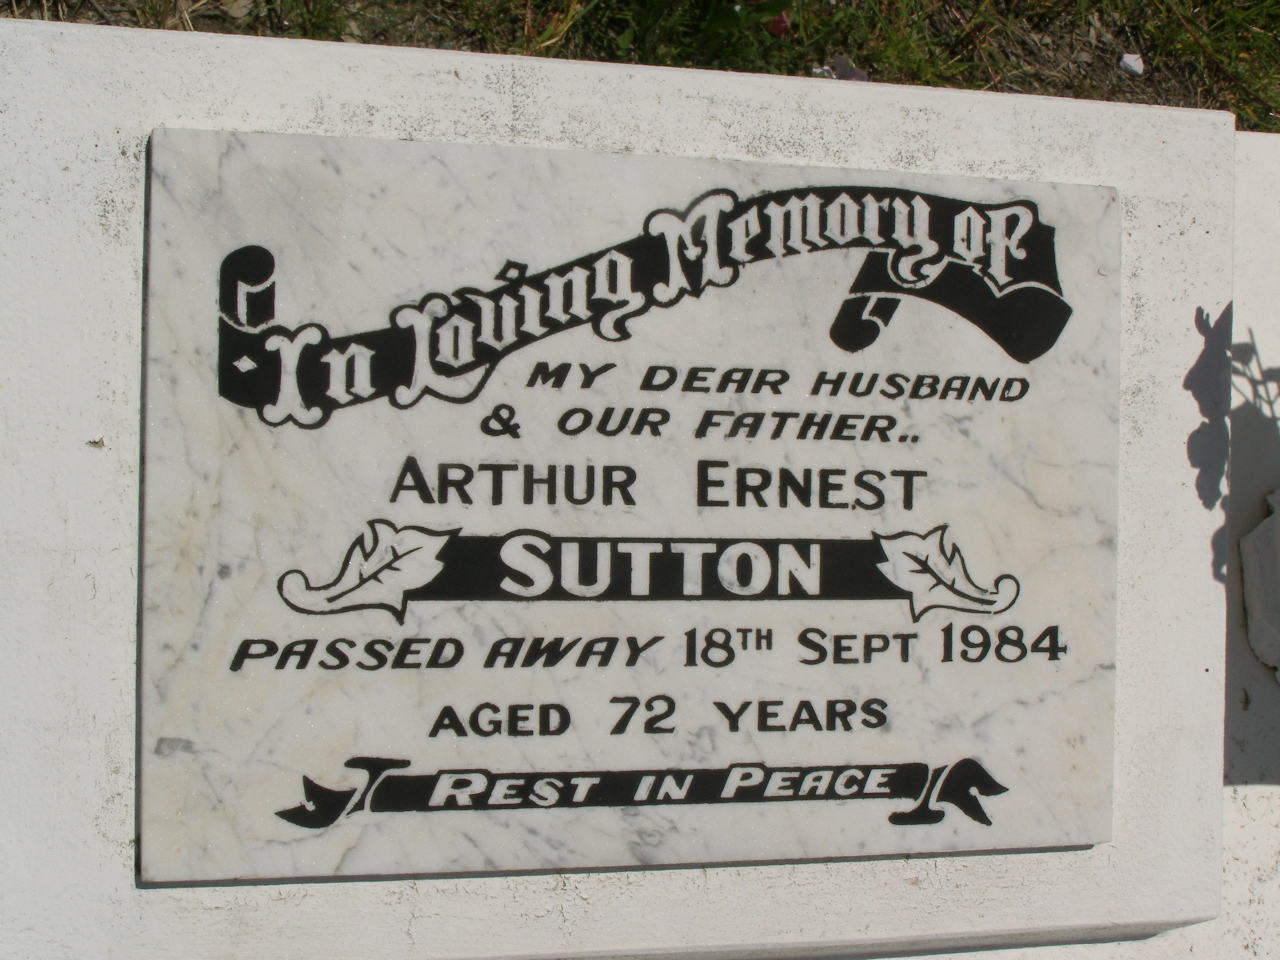 In Loving Memory of
MY DEAR HUSBAND
& OUR FATHER..
ARTHUR ERNEST
SUTTON
PASSED AWAY 18TH SEPT 1984
AGED 72 YEARS
REST IN PEACE